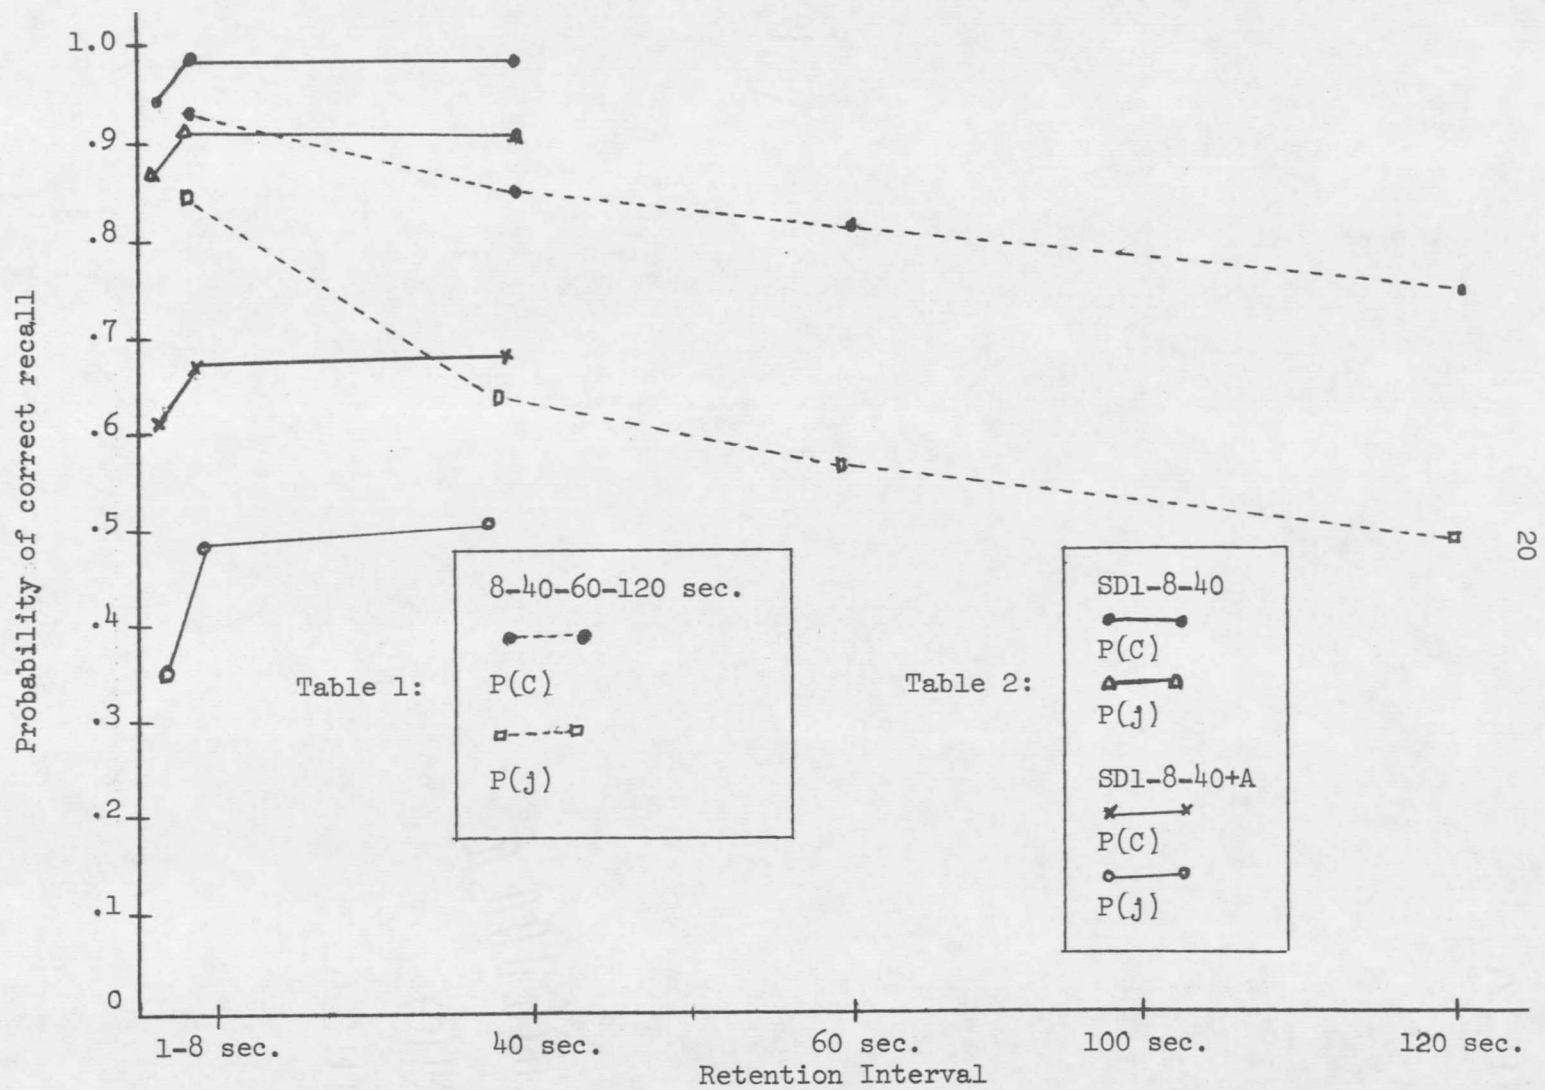 1.0
.9
.8
.7
.6
.5
.4
.3
.2
.1
0
Probability of correct recall
1-8 sec.
40 sec.
60 sec.
100 sec.
120 sec.
Retention Interval
Table 1:
8-40-60-120 sec.
P(C)
P(j)
Table 2:
SD1-8-40
P(C)
P(j)
SD1-8-40+A
P(C)
P(j)
20